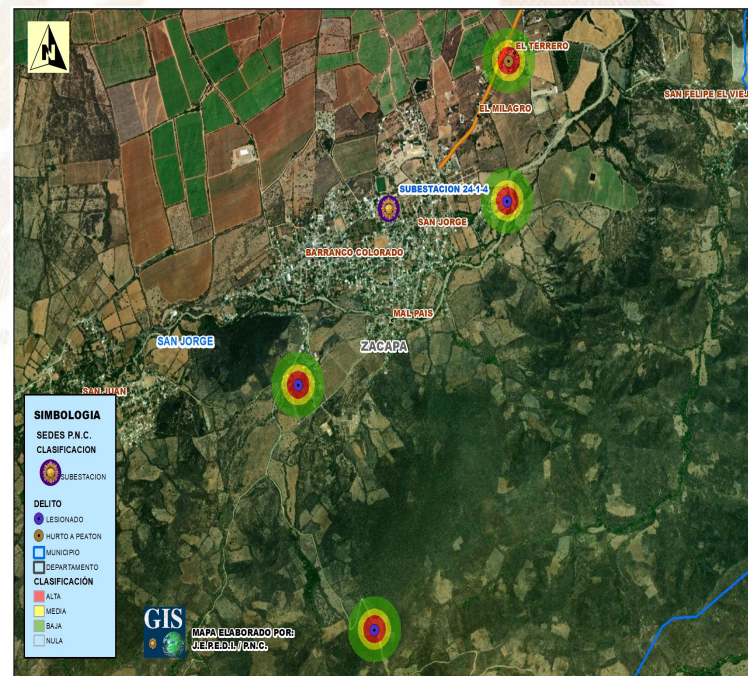 N
EL TERRERO
SAN FELIPE EL VIEJ
EL MILAGRO
SUBESTACION 24-1-4
SAN JORGE
BARRANCO COLORADO
MAL PAIS
SAN JORGE
ZACAPA
SAN JUAN
SIMBOLOGIA
SEDES P.N.C.
CLASIFICACION
SUBESTACION
DELITO
LESIONADO
HURTO A PEATON
MUNICIPIO
DEPARTAMENTO
CLASIFICACIÓN
ALTA
MEDIA
BAJA
NULA
GIS
MAPA ELABORADO POR:
J.E.P.E.D.I. / P.N.C.